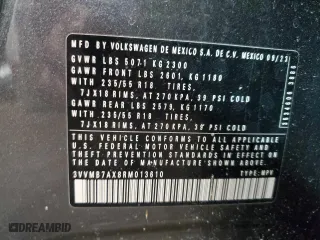 MFD BY VOLKSWAGEN DE MEXICO S.A. DE C.V. MEXICO 09/23
GVWR LBS 5071 KG 2300
GAWR FRONT LBS 2601, KG 1180
WITH 235/55 R18 TIRES,
7JX18 RIMS, AT 270 KPA, 39 PSI COLD
GAWR REAR LBS 2579, KG 1170
WITH 235/55 R18 TIRES,
7JX18 RIMS, AT 270 KPA, 39 PSI COLD
THIS VEHICLE CONFORMS TO ALL APPLICABLE
U.S. FEDERAL MOTOR VEHICLE SAFETY AND
THEFT PREVENTION STANDARDS IN EFFECT ON THE
DATE OF MANUFACTURE SHOWN ABOVE.
3VVMB7AX8RM013610 TYPE: MPV
DREAMBID